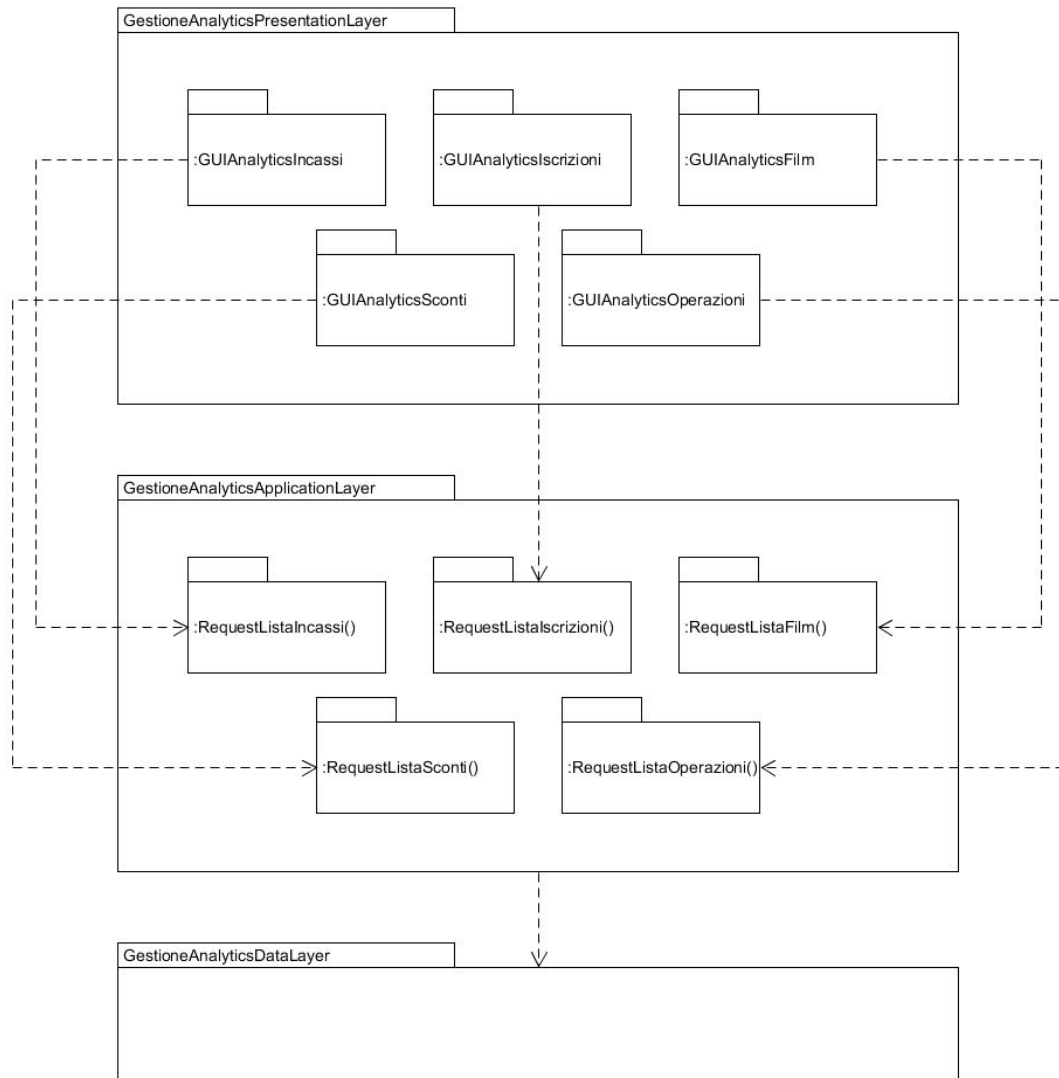 GestioneAnalyticsPresentationLayer
:GUIAnalyticsIncassi
:GUIAnalyticsIscrizioni
:GUIAnalyticsFilm
:GUIAnalyticsSconti
:GUIAnalyticsOperazioni
GestioneAnalyticsApplicationLayer
:RequestListaIncassi()
:RequestListaIscrizioni()
:RequestListaFilm()
:RequestListaSconti()
:RequestListaOperazioni()
GestioneAnalyticsDataLayer